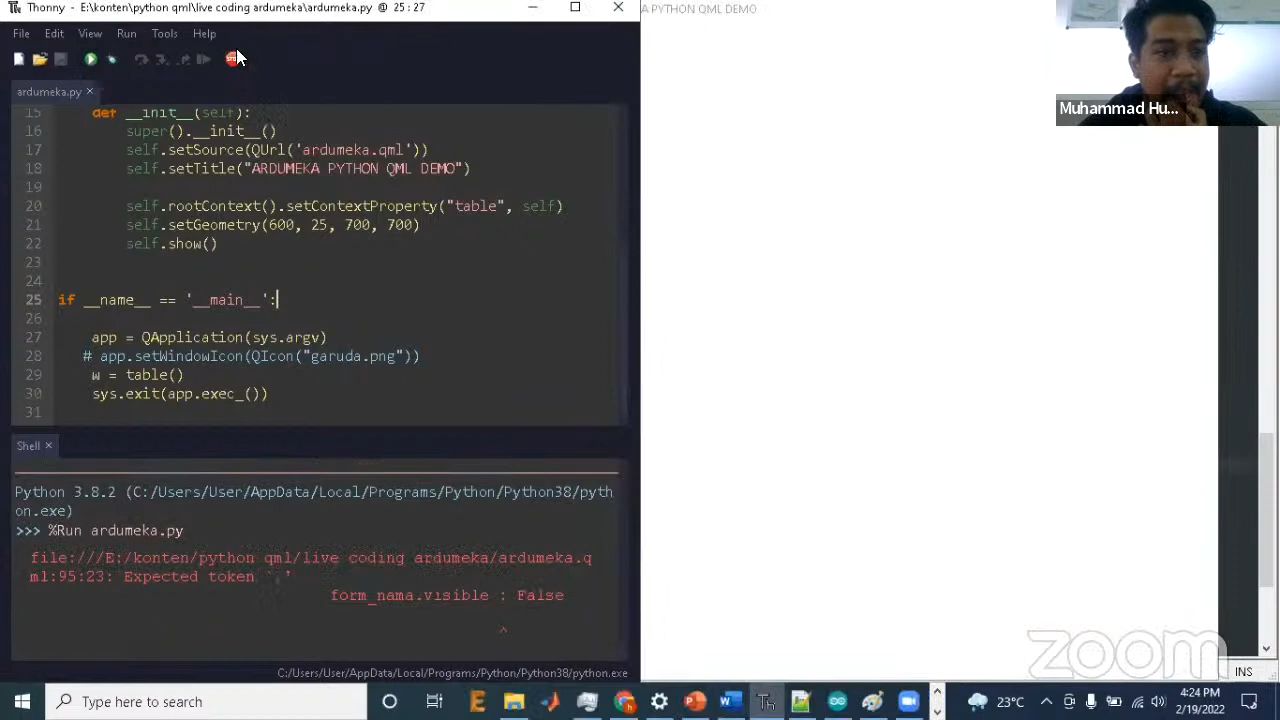 Thonny - E:\konten\python qml\live coding ardumeka\ardumeka.py @ 25 : 27
File Edit View Run Tools Help
ardumeka.py
15 def __init__(self):
16 super().__init__()
17 self.setSource(QUrl('ardumeka.qml'))
18 self.setTitle("ARDUMEKA PYTHON QML DEMO")
19
20 self.rootContext().setContextProperty("table", self)
21 self.setGeometry(600, 25, 700, 700)
22 self.show()
23
24
25 if __name__ == '__main__':
26
27 app = QApplication(sys.argv)
28 # app.setWindowIcon(QIcon("garuda.png"))
29 w = table()
30 sys.exit(app.exec_())
31
Shell
Python 3.8.2 (C:/Users/User/AppData/Local/Programs/Python/Python38/pyth
on.exe)
>>> %Run ardumeka.py
file:///E:/konten/python qml/live coding ardumeka/ardumeka.q
ml:95:23: Expected token `,'
form_nama.visible : False
^
C:/Users/User/AppData/Local/Programs/Python/Python38/python.exe
A PYTHON QML DEMO
Muhammad Hu...
zoom
INS
Type here to search
23°C
4:24 PM
2/19/2022